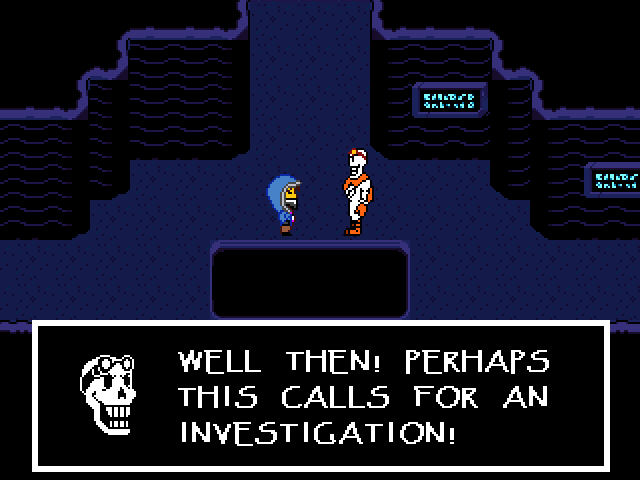 WELL THEN! PERHAPS
THIS CALLS FOR AN
INVESTIGATION!